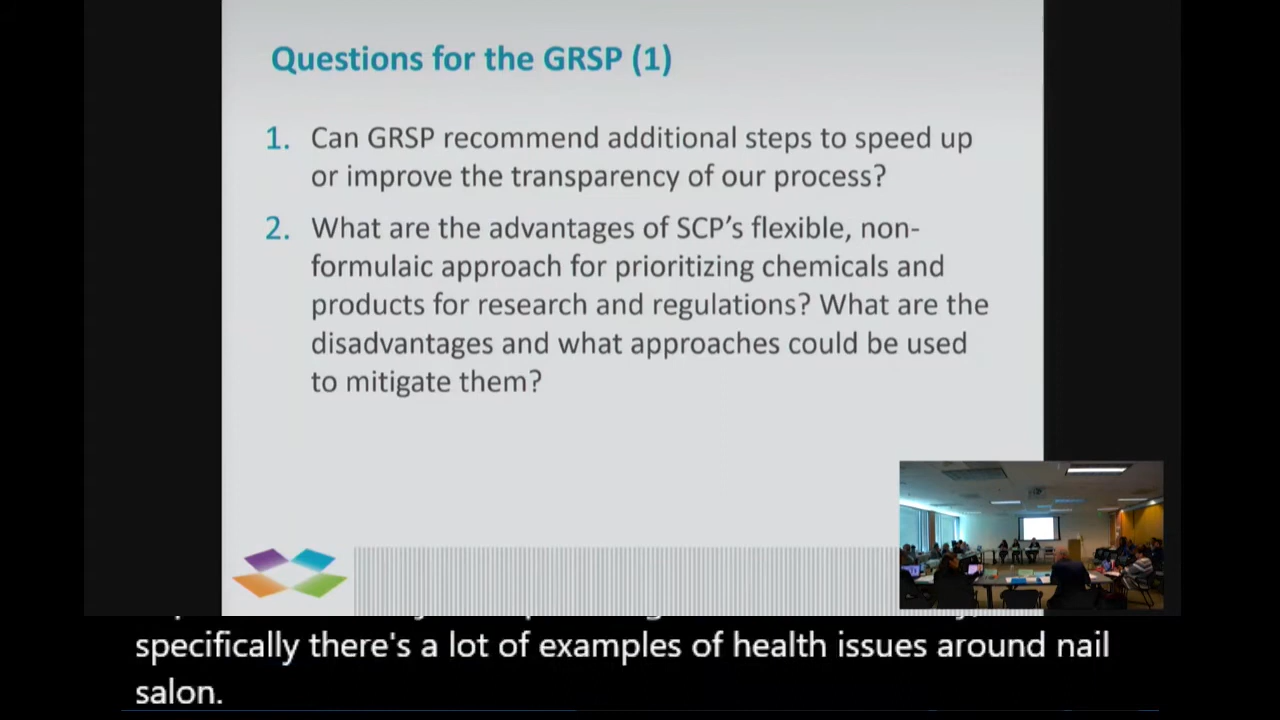 Questions for the GRSP (1)
1. Can GRSP recommend additional steps to speed up
or improve the transparency of our process?
2. What are the advantages of SCP's flexible, non-
formulaic approach for prioritizing chemicals and
products for research and regulations? What are the
disadvantages and what approaches could be used
to mitigate them?
specifically there's a lot of examples of health issues around nail
salon.